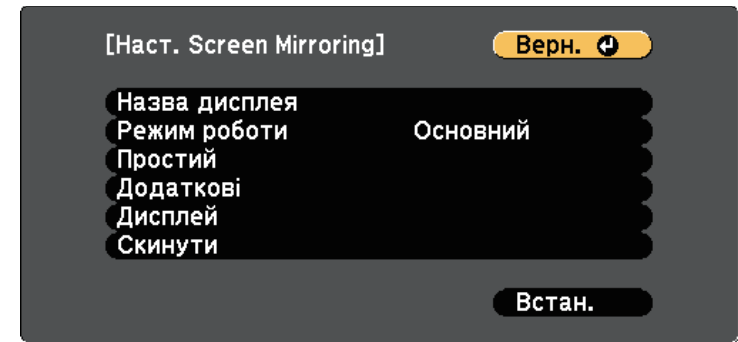 [Наст. Screen Mirroring] Верн.
Назва дисплея
Режим роботи Основний
Простий
Додаткові
Дисплей
Скинути
Встан.